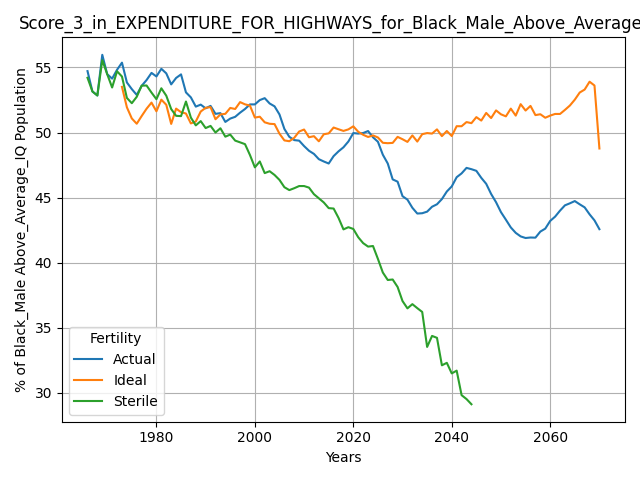 Score_3_in_EXPENDITURE_FOR_HIGHWAYS_for_Black_Male_Above_Average
% of Black_Male Above_Average_IQ Population
55
50
45
40
35
30
Fertility
Actual
Ideal
Sterile
1980
2000
2020
2040
2060
Years